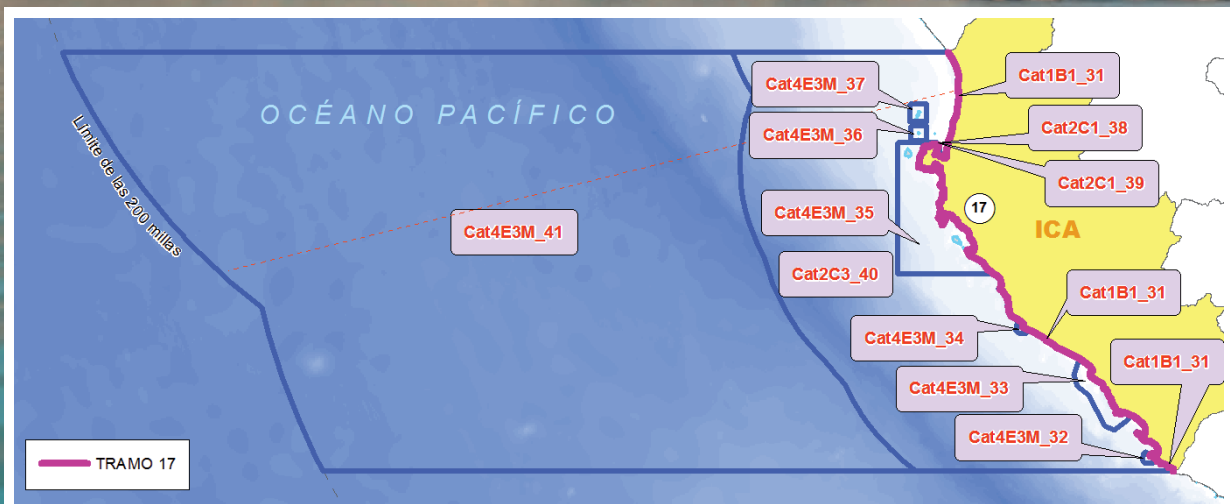 Cat1B1_31
Cat4E3M_37
OCÉANO PACÍFICO
Cat2C1_38
Cat4E3M_36
Límite de las 200 millas
Cat2C1_39
Cat4E3M_35
17
Cat4E3M_41
ICA
Cat2C3_40
Cat1B1_31
Cat4E3M_34
Cat1B1_31
Cat4E3M_33
Cat4E3M_32
TRAMO 17